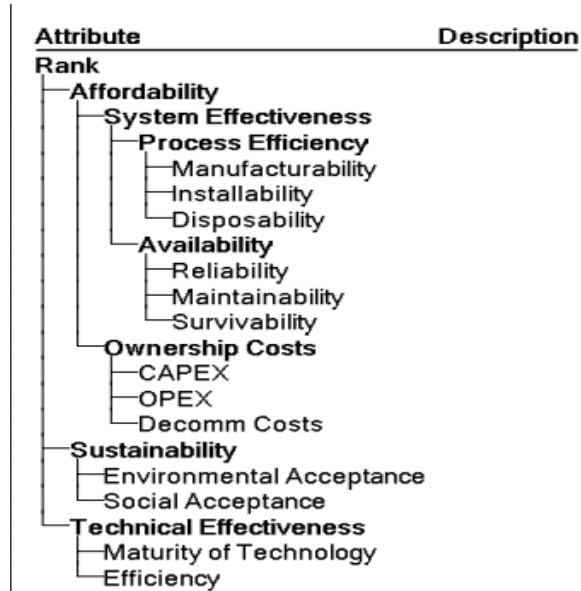 Attribute Description
Rank
Affordability
System Effectiveness
Process Efficiency
Manufacturability
Installability
Disposability
Availability
Reliability
Maintainability
Survivability
Ownership Costs
CAPEX
OPEX
Decomm Costs
Sustainability
Environmental Acceptance
Social Acceptance
Technical Effectiveness
Maturity of Technology
Efficiency